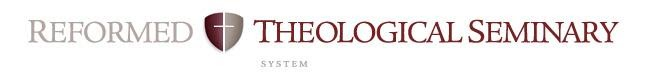 REFORMED THEOLOGICAL SEMINARY
SYSTEM